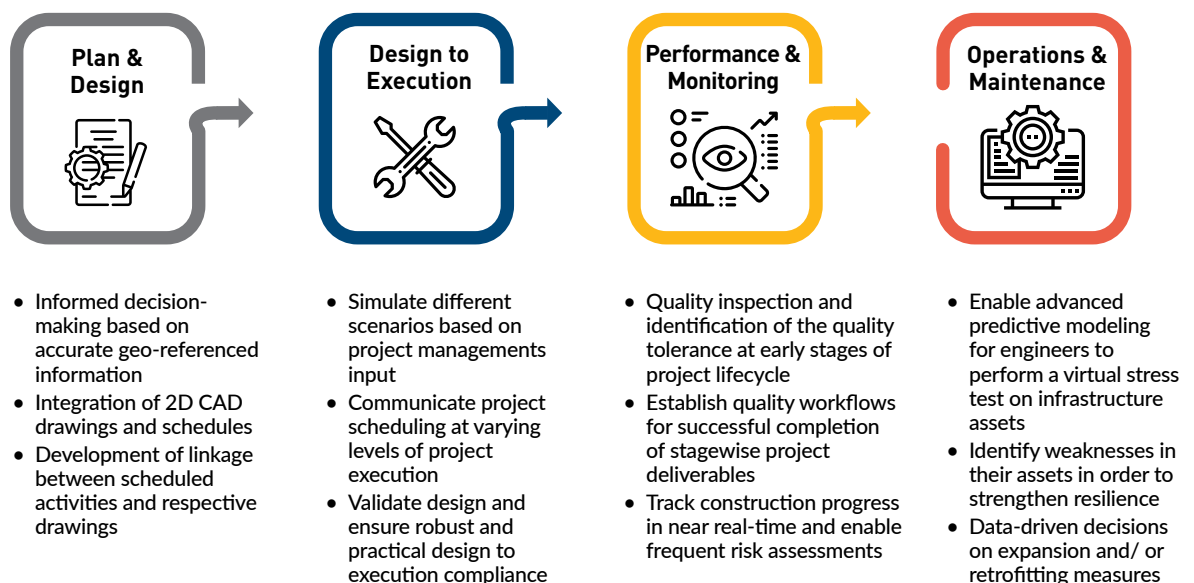 Plan &
Design
Design to
Execution
Performance &
Monitoring
Operations &
Maintenance
• Informed decision-
making based on
accurate geo-referenced
information
• Integration of 2D CAD
drawings and schedules
• Development of linkage
between scheduled
activities and respective
drawings
• Simulate different
scenarios based on
project managements
input
• Communicate project
scheduling at varying
levels of project
execution
• Validate design and
ensure robust and
practical design to
execution compliance
• Quality inspection and
identification of the quality
tolerance at early stages of
project lifecycle
• Establish quality workflows
for successful completion
of stagewise project
deliverables
• Track construction progress
in near real-time and enable
frequent risk assessments
• Enable advanced
predictive modeling
for engineers to
perform a virtual stress
test on infrastructure
assets
• Identify weaknesses in
their assets in order to
strengthen resilience
• Data-driven decisions
on expansion and/ or
retrofitting measures